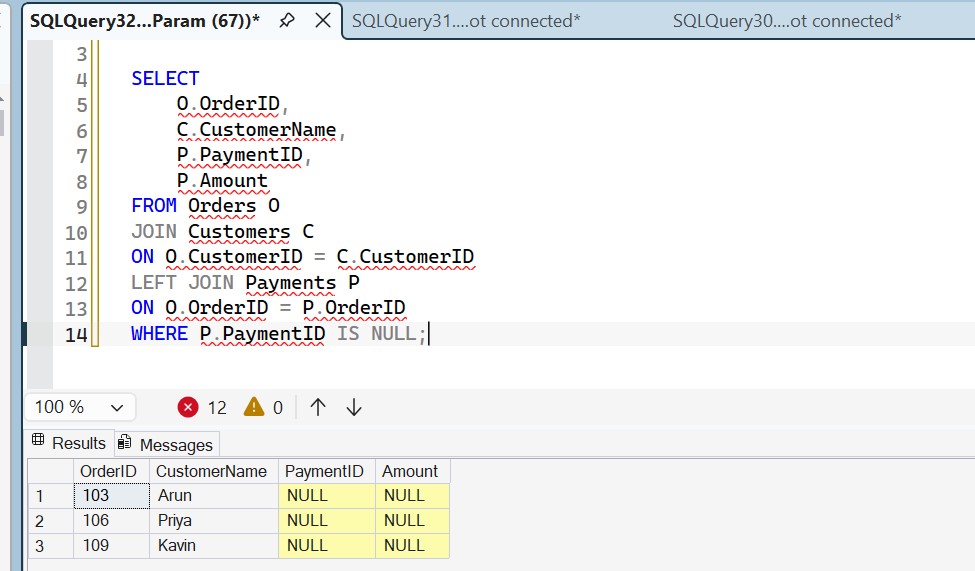 SQLQuery32...Param (67))*
SQLQuery31....ot connected*
SQLQuery30....ot connected*
3
4 SELECT
5 O.OrderID,
6 C.CustomerName,
7 P.PaymentID,
8 P.Amount
9 FROM Orders O
10 JOIN Customers C
11 ON O.CustomerID = C.CustomerID
12 LEFT JOIN Payments P
13 ON O.OrderID = P.OrderID
14 WHERE P.PaymentID IS NULL;
100 % 12 0
Results Messages
OrderID CustomerName PaymentID Amount
1 103 Arun NULL NULL
2 106 Priya NULL NULL
3 109 Kavin NULL NULL